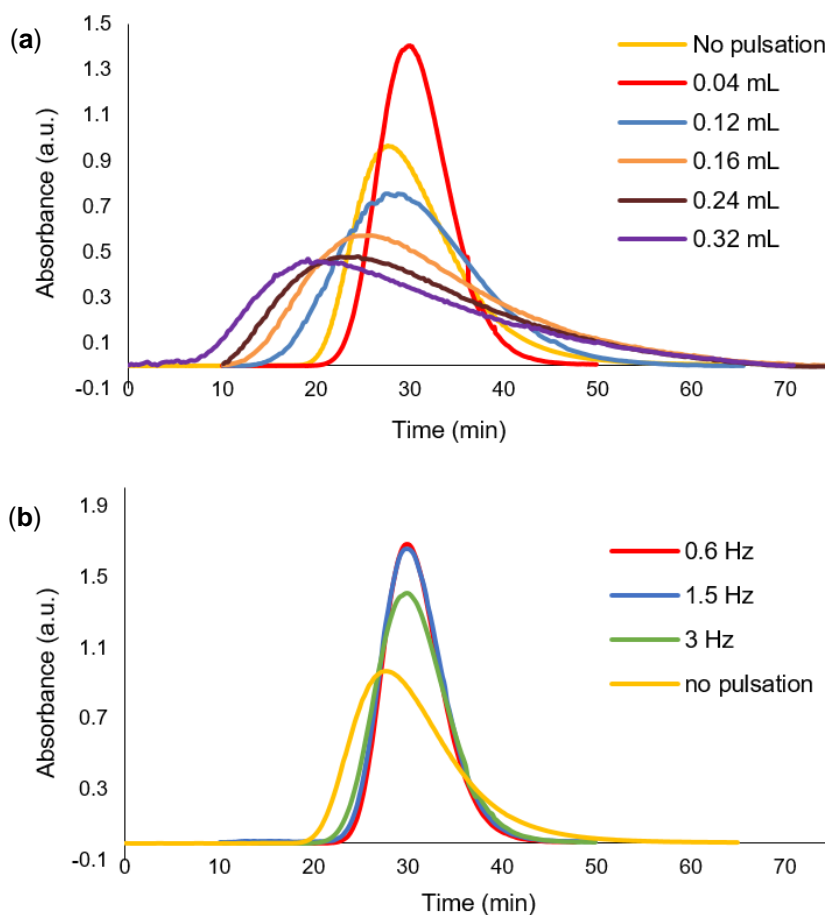 (a)
1.5
1.3
1.1
0.9
0.7
0.5
0.3
0.1
-0.1
Absorbance (a.u.)
0 10 20 30 40 50 60 70
Time (min)
No pulsation
0.04 mL
0.12 mL
0.16 mL
0.24 mL
0.32 mL
(b)
1.9
1.5
1.1
0.7
0.3
-0.1
Absorbance (a.u.)
0 10 20 30 40 50 60 70
Time (min)
0.6 Hz
1.5 Hz
3 Hz
no pulsation